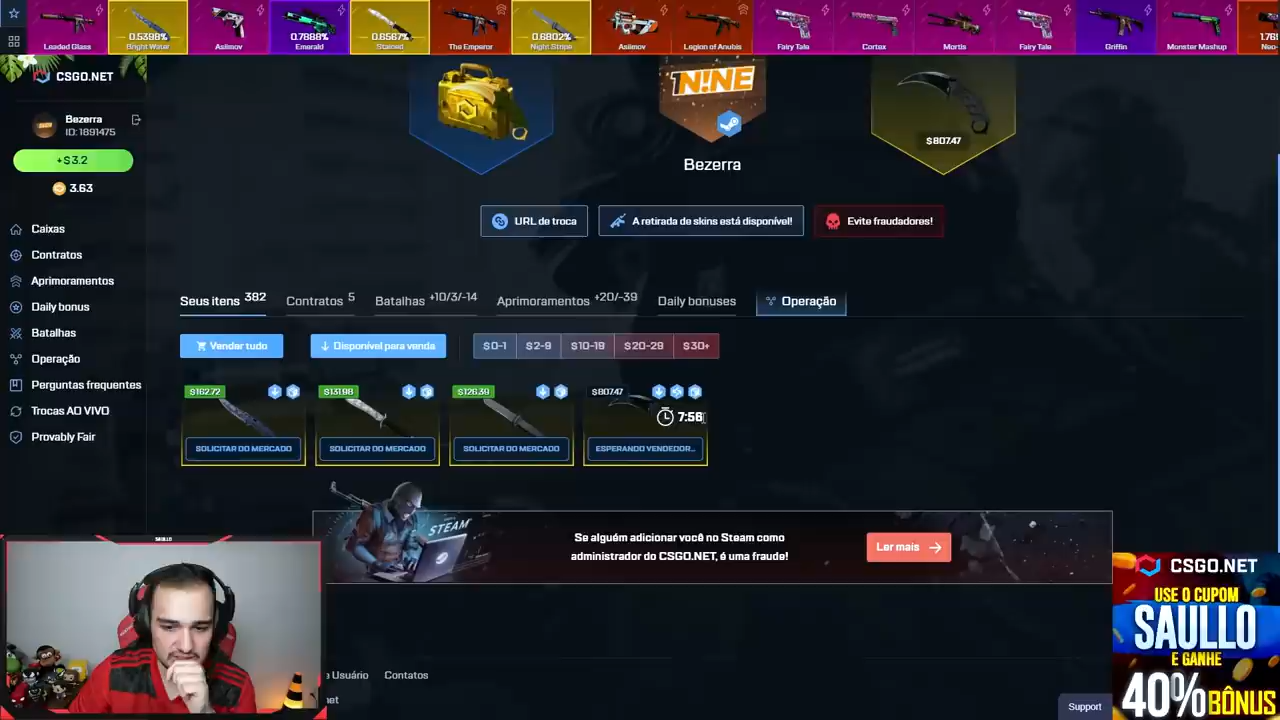 0.5398%
0.7888%
0.6567%
0.6802%
Leaded Glass
Bright Water
Asiimov
Emerald
Stained
The Emperor
Night Stripe
Asiimov
Legion of Anubis
Fairy Tale
Cortex
Mortis
Fairy Tale
Griffin
Monster Mashup
CSGO.NET
Bezerra
ID: 1891475
+$3.2
3.63
Caixas
Contratos
Aprimoramentos
Daily bonus
Batalhas
Operação
Perguntas frequentes
Trocas AO VIVO
Provably Fair
N!NE
$807.47
Bezerra
URL de troca
A retirada de skins está disponível!
Evite fraudadores!
Seus itens 382
Contratos 5
Batalhas +10/3/-14
Aprimoramentos +20/-39
Daily bonuses
Operação
Vender tudo
Disponível para venda
$0-1
$2-9
$10-19
$20-29
$30+
$162.72
$131.98
$126.39
$807.47
7:56
SOLICITAR DO MERCADO
SOLICITAR DO MERCADO
SOLICITAR DO MERCADO
ESPERANDO VENDEDOR...
STEAM
Se alguém adicionar você no Steam como
administrador do CSGO.NET, é uma fraude!
Ler mais
SAULLO
e Usuário
Contatos
net
CSGO.NET
USE O CUPOM
SAULLO
E GANHE
40% BÔNUS
Support